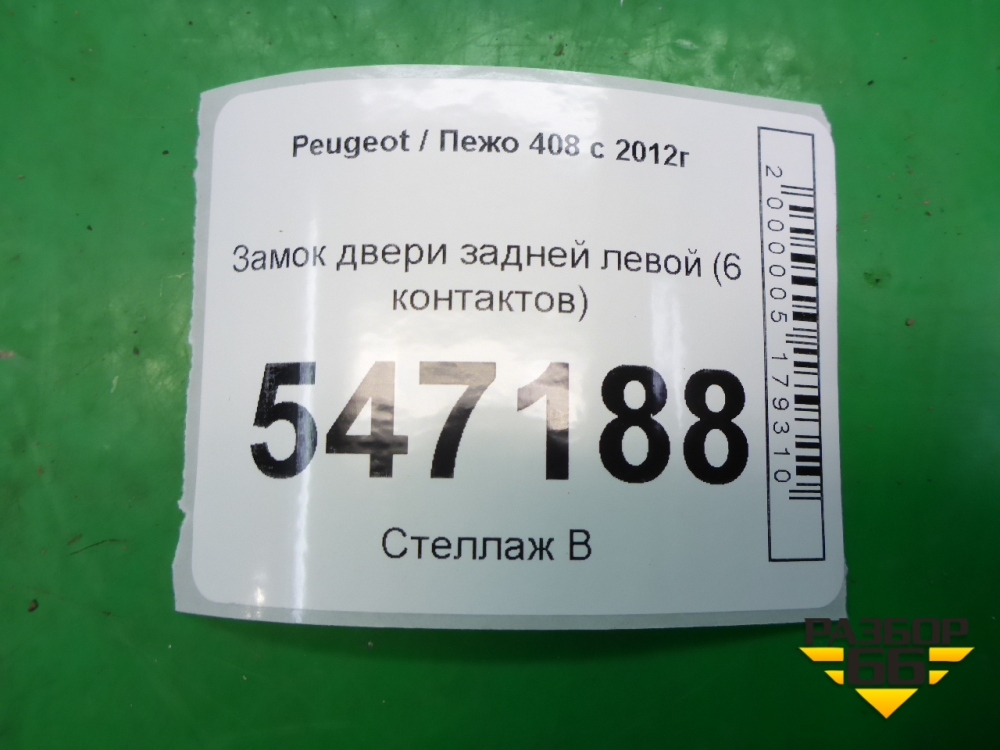 Peugeot / Пежо 408 с 2012г
Замок двери задней левой (6
контактов)
547188
Стеллаж В
2000005179310
РАЗБОР
66